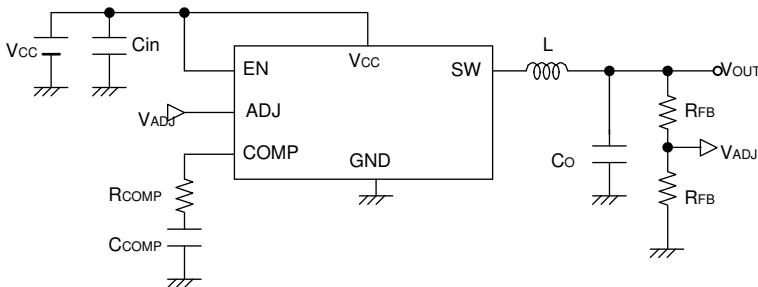 L
VCC
Cin
EN
VCC
SW
VOUT
VADJ
ADJ
RFB
COMP
GND
CO
VADJ
RCOMP
RFB
CCOMP